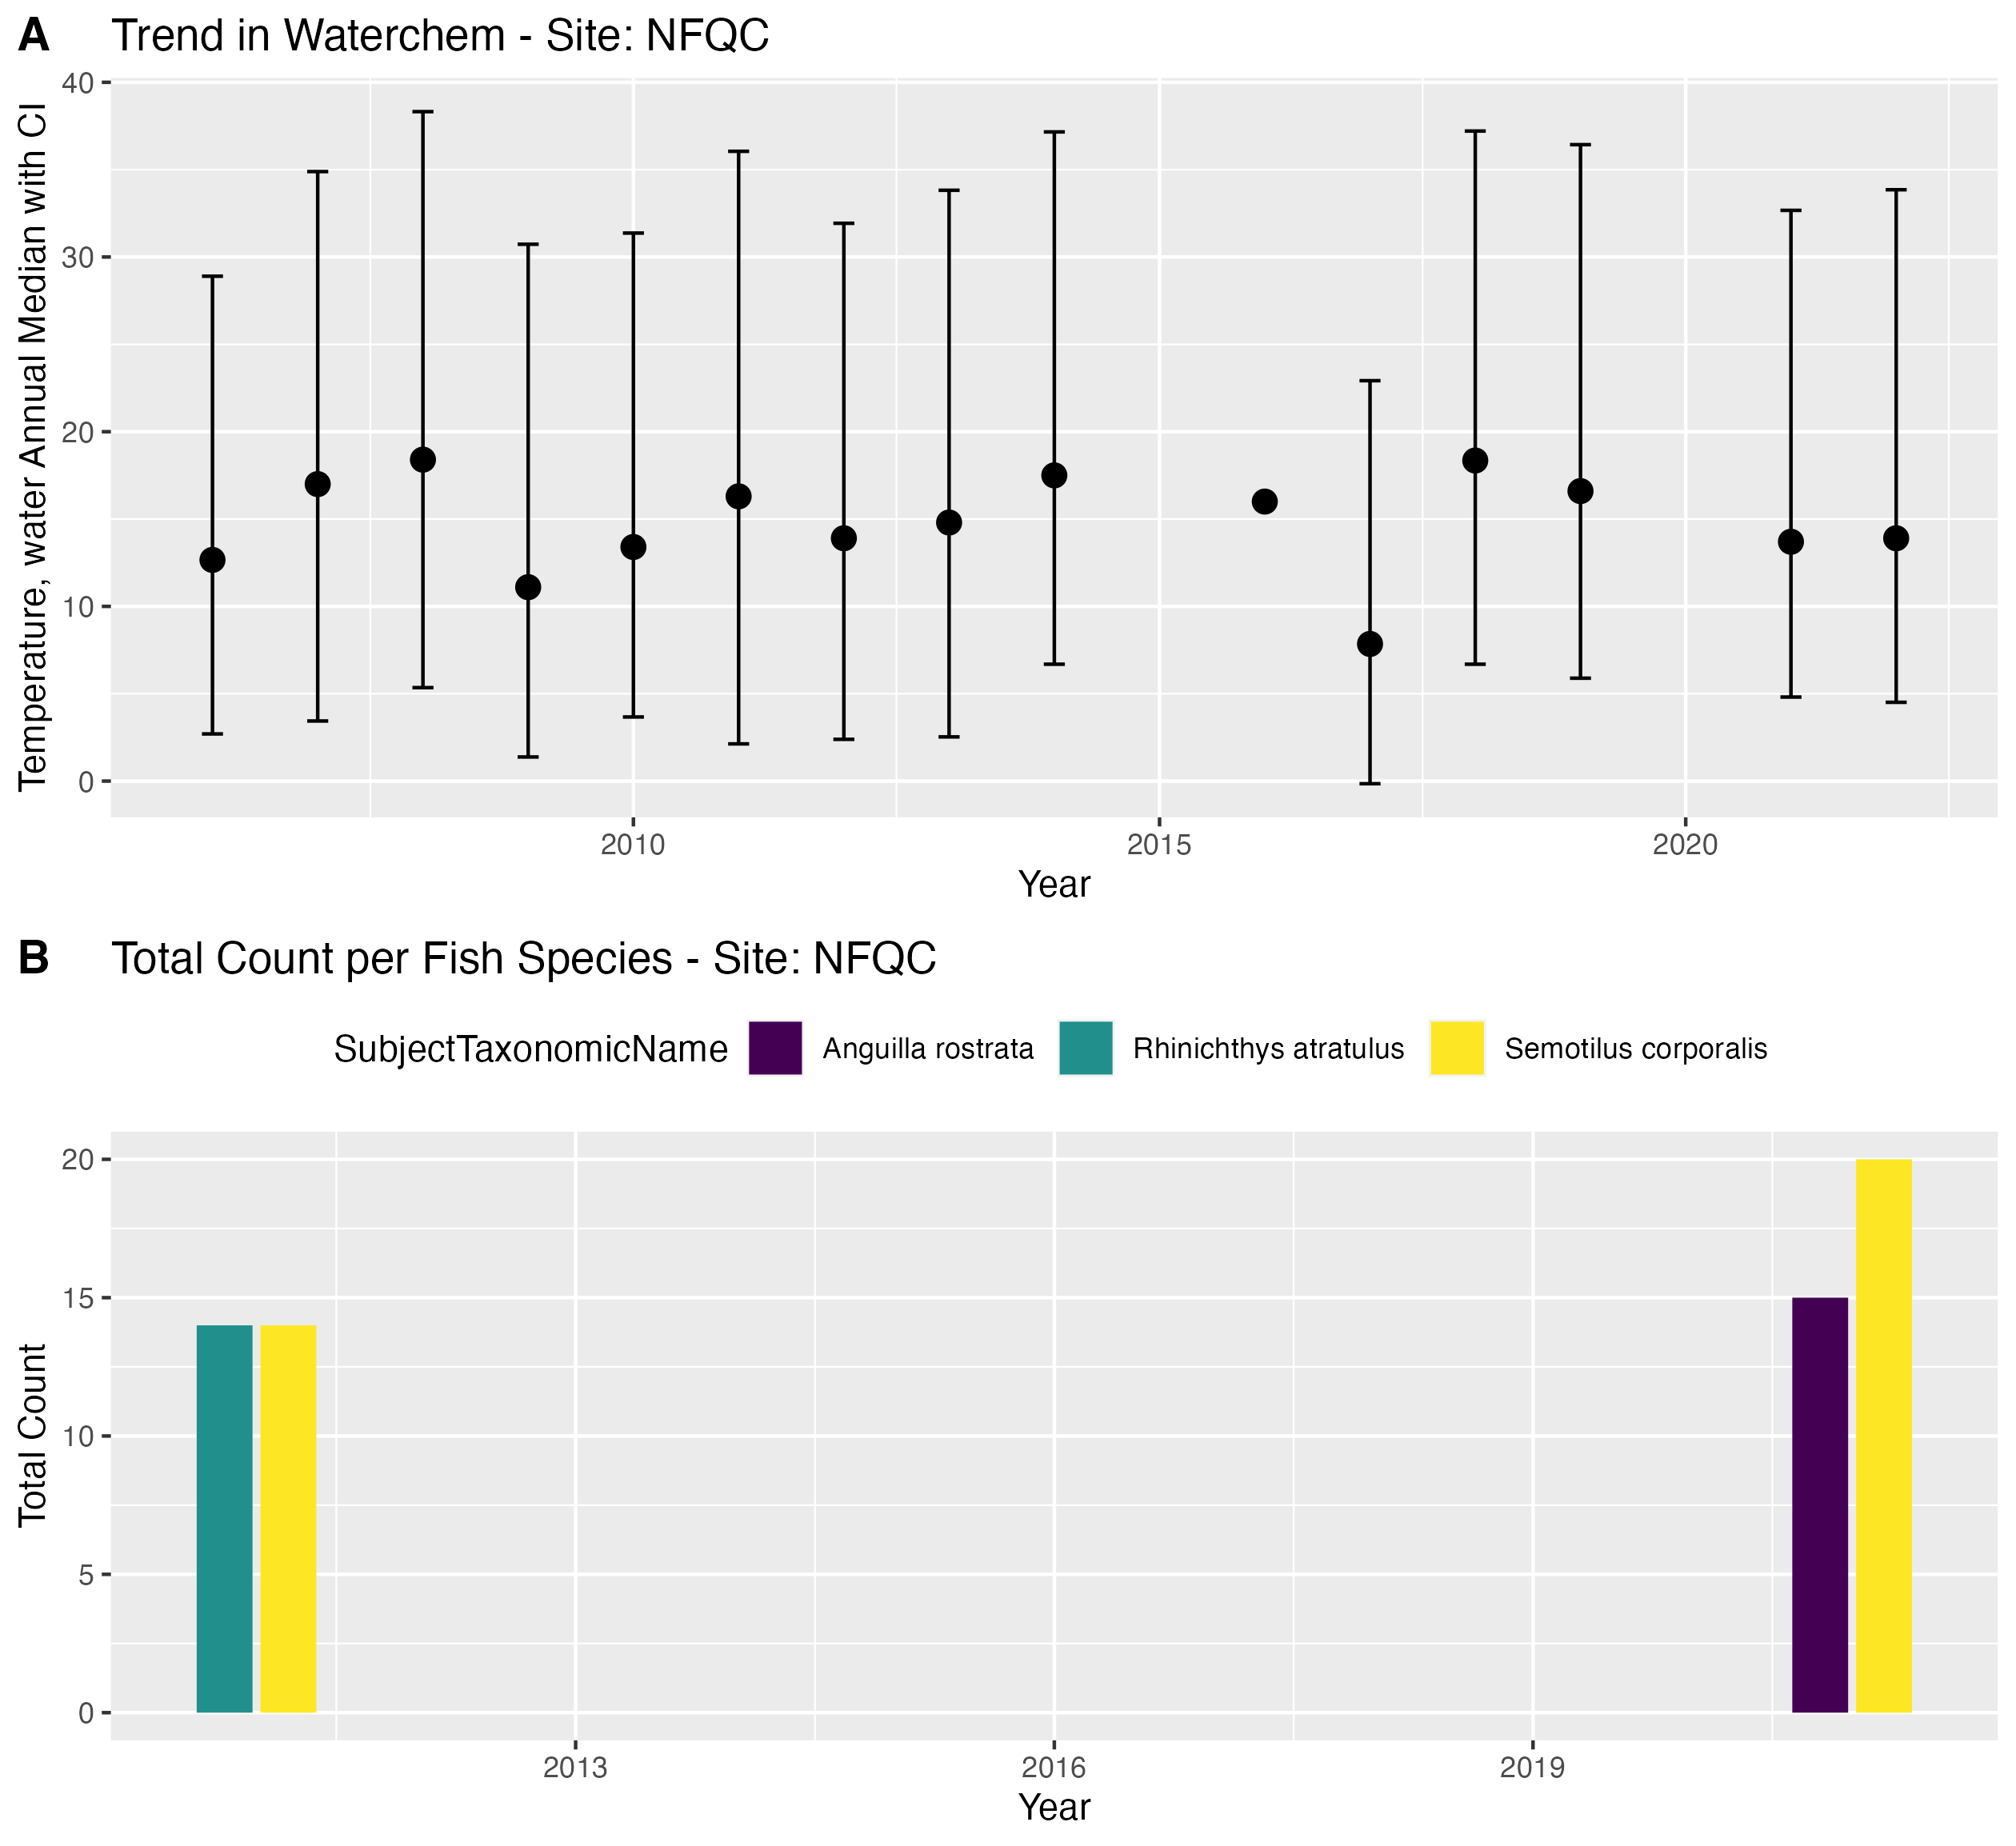 A Trend in Waterchem - Site: NFQC
Temperature, water Annual Median with CI
40
30
20
10
0
2010 2015 2020
Year
B Total Count per Fish Species - Site: NFQC
SubjectTaxonomicName Anguilla rostrata Rhinichthys atratulus Semotilus corporalis
Total Count
20
15
10
5
0
2013 2016 2019
Year